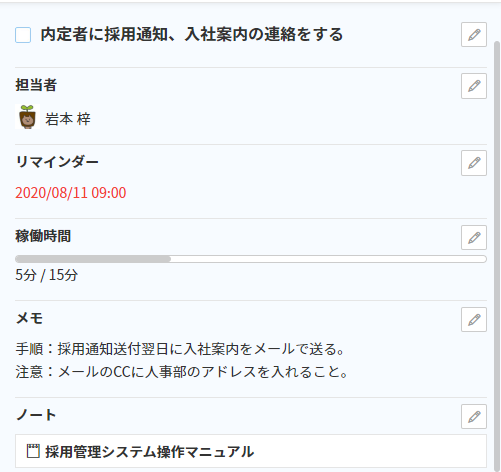 内定者に採用通知、入社案内の連絡をする
担当者
岩本 梓
リマインダー
2020/08/11 09:00
稼働時間
5分 / 15分
メモ
手順：採用通知送付翌日に入社案内をメールで送る。
注意：メールのCCに人事部のアドレスを入れること。
ノート
採用管理システム操作マニュアル